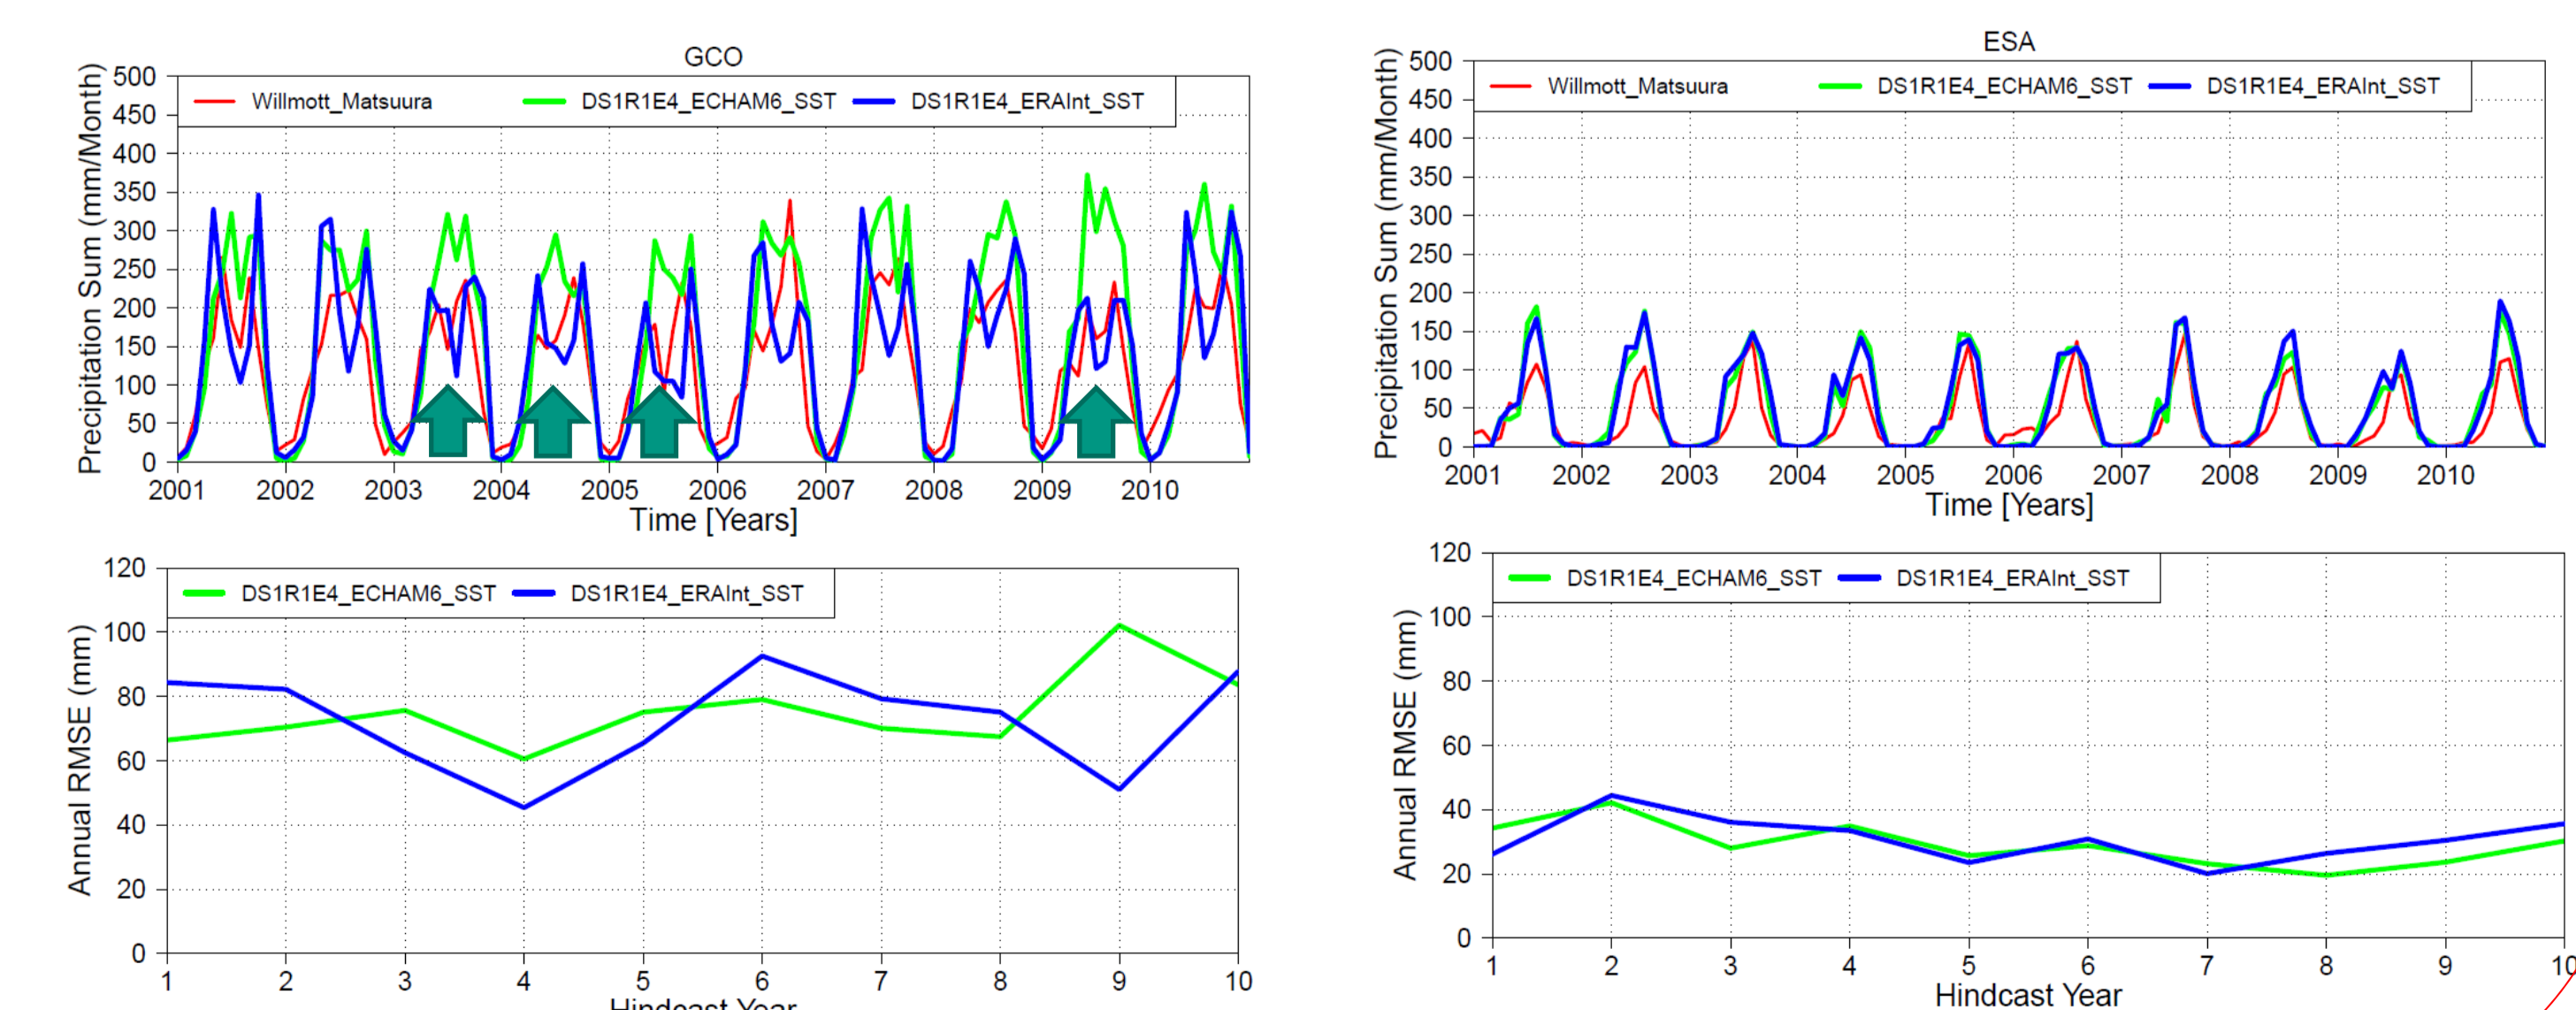 GCO
Precipitation Sum (mm/Month)
500
450
400
350
300
250
200
150
100
50
0
Willmott_Matsuura DS1R1E4_ECHAM6_SST DS1R1E4_ERAInt_SST
2001 2002 2003 2004 2005 2006 2007 2008 2009 2010
Time [Years]
ESA
Precipitation Sum (mm/Month)
500
450
400
350
300
250
200
150
100
50
0
Willmott_Matsuura DS1R1E4_ECHAM6_SST DS1R1E4_ERAInt_SST
2001 2002 2003 2004 2005 2006 2007 2008 2009 2010
Time [Years]
Annual RMSE (mm)
120
100
80
60
40
20
0
DS1R1E4_ECHAM6_SST DS1R1E4_ERAInt_SST
1 2 3 4 5 6 7 8 9 10
Hindcast Year
Annual RMSE (mm)
120
100
80
60
40
20
0
DS1R1E4_ECHAM6_SST DS1R1E4_ERAInt_SST
1 2 3 4 5 6 7 8 9 10
Hindcast Year